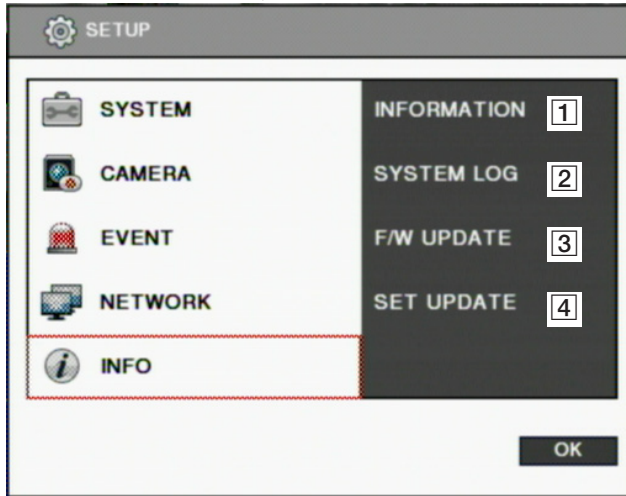 SETUP
SYSTEM
INFORMATION 1
CAMERA
SYSTEM LOG 2
EVENT
F/W UPDATE 3
NETWORK
SET UPDATE 4
INFO
OK